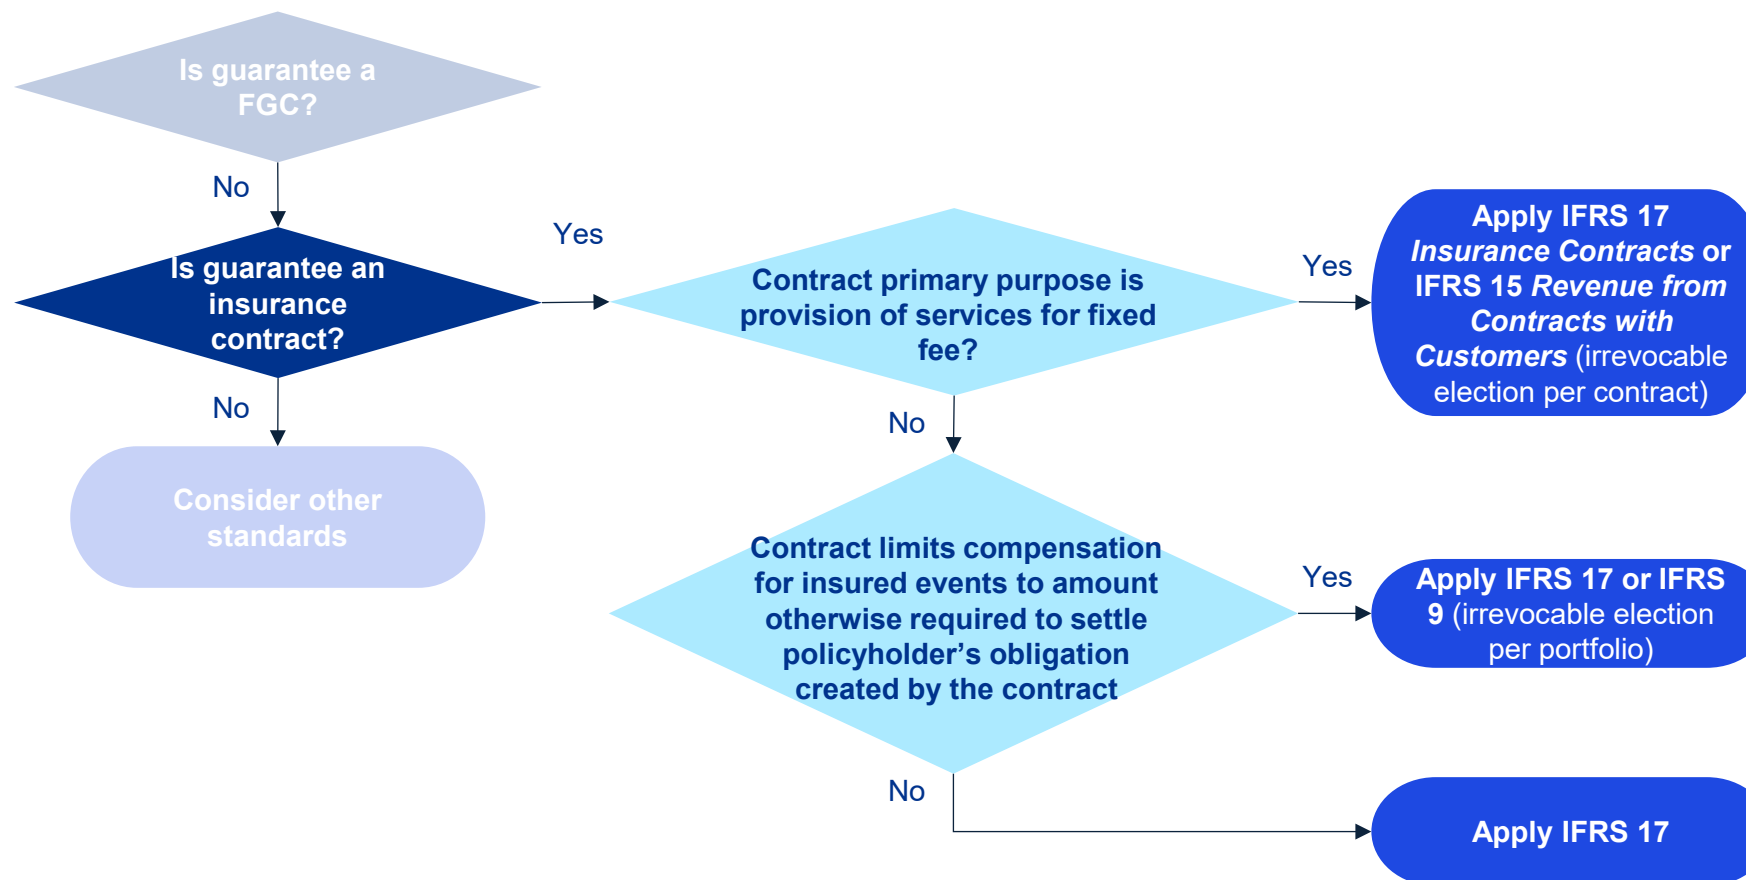 Is guarantee a
FGC?
No
Is guarantee an
insurance
contract?
Yes
Contract primary purpose is
provision of services for fixed
fee?
Yes
Apply IFRS 17
Insurance Contracts or
IFRS 15 Revenue from
Contracts with
Customers (irrevocable
election per contract)
No
Consider other
standards
No
Contract limits compensation
for insured events to amount
otherwise required to settle
policyholder’s obligation
created by the contract
Yes
Apply IFRS 17 or IFRS
9 (irrevocable election
per portfolio)
No
Apply IFRS 17